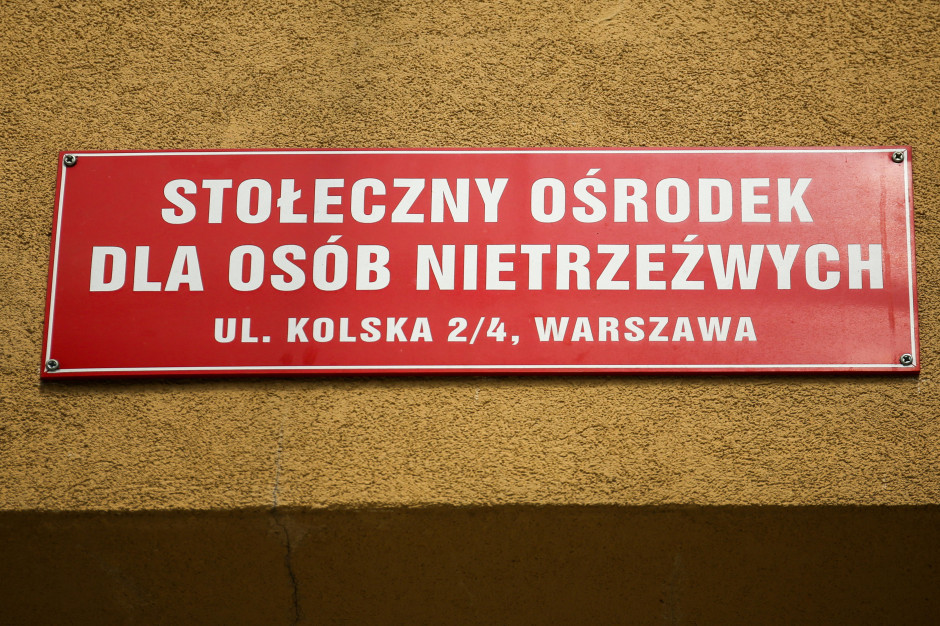 STOŁECZNY OŚRODEK
DLA OSÓB NIETRZEŹWYCH
UL. KOLSKA 2/4, WARSZAWA